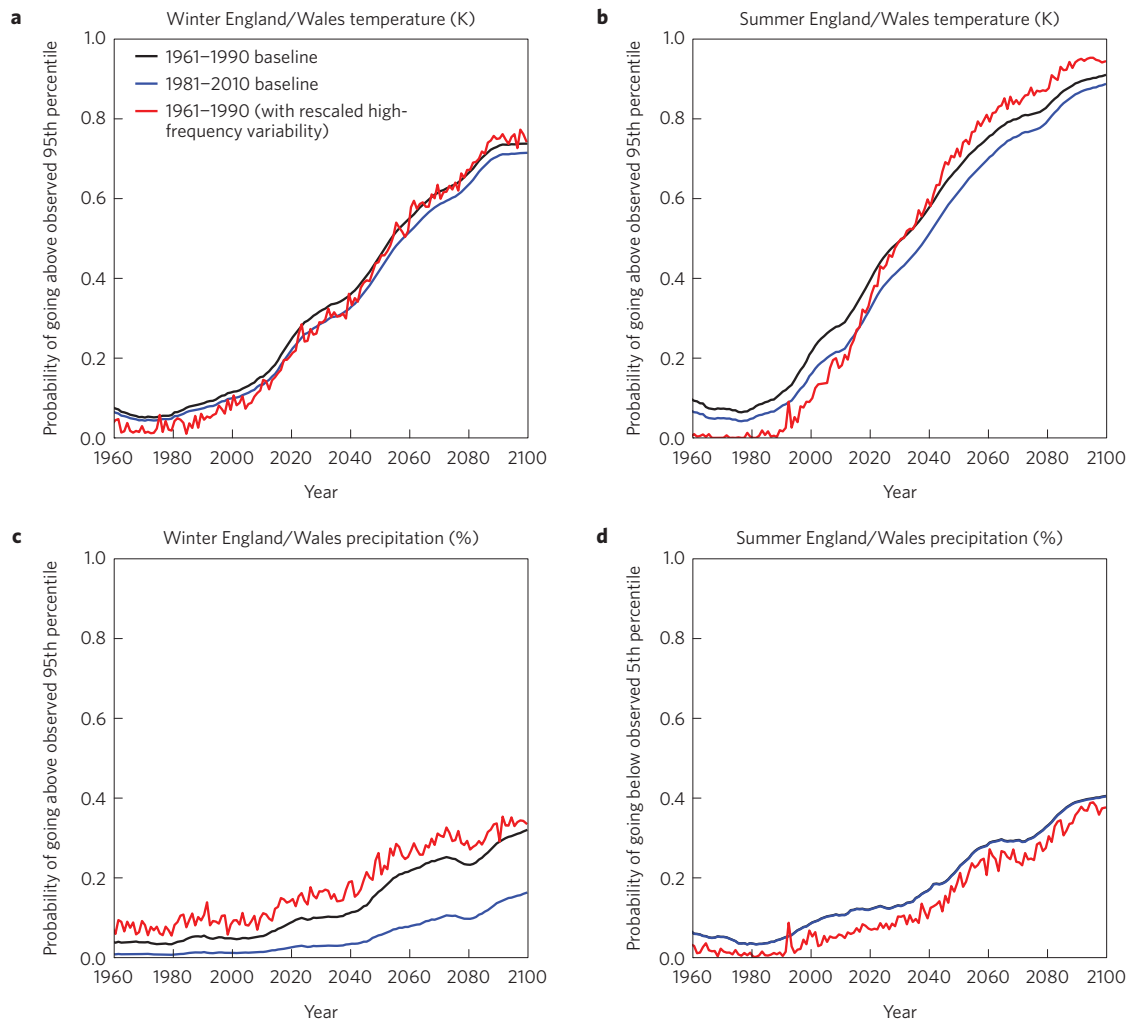 a
Winter England/Wales temperature (K)
Probability of going above observed 95th percentile
1.0
0.8
0.6
0.4
0.2
0.0
1961–1990 baseline
1981–2010 baseline
1961–1990 (with rescaled high-
frequency variability)
1960 1980 2000 2020 2040 2060 2080 2100
Year
b
Summer England/Wales temperature (K)
Probability of going above observed 95th percentile
1.0
0.8
0.6
0.4
0.2
0.0
1960 1980 2000 2020 2040 2060 2080 2100
Year
c
Winter England/Wales precipitation (%)
Probability of going above observed 95th percentile
1.0
0.8
0.6
0.4
0.2
0.0
1960 1980 2000 2020 2040 2060 2080 2100
Year
d
Summer England/Wales precipitation (%)
Probability of going below observed 5th percentile
1.0
0.8
0.6
0.4
0.2
0.0
1960 1980 2000 2020 2040 2060 2080 2100
Year